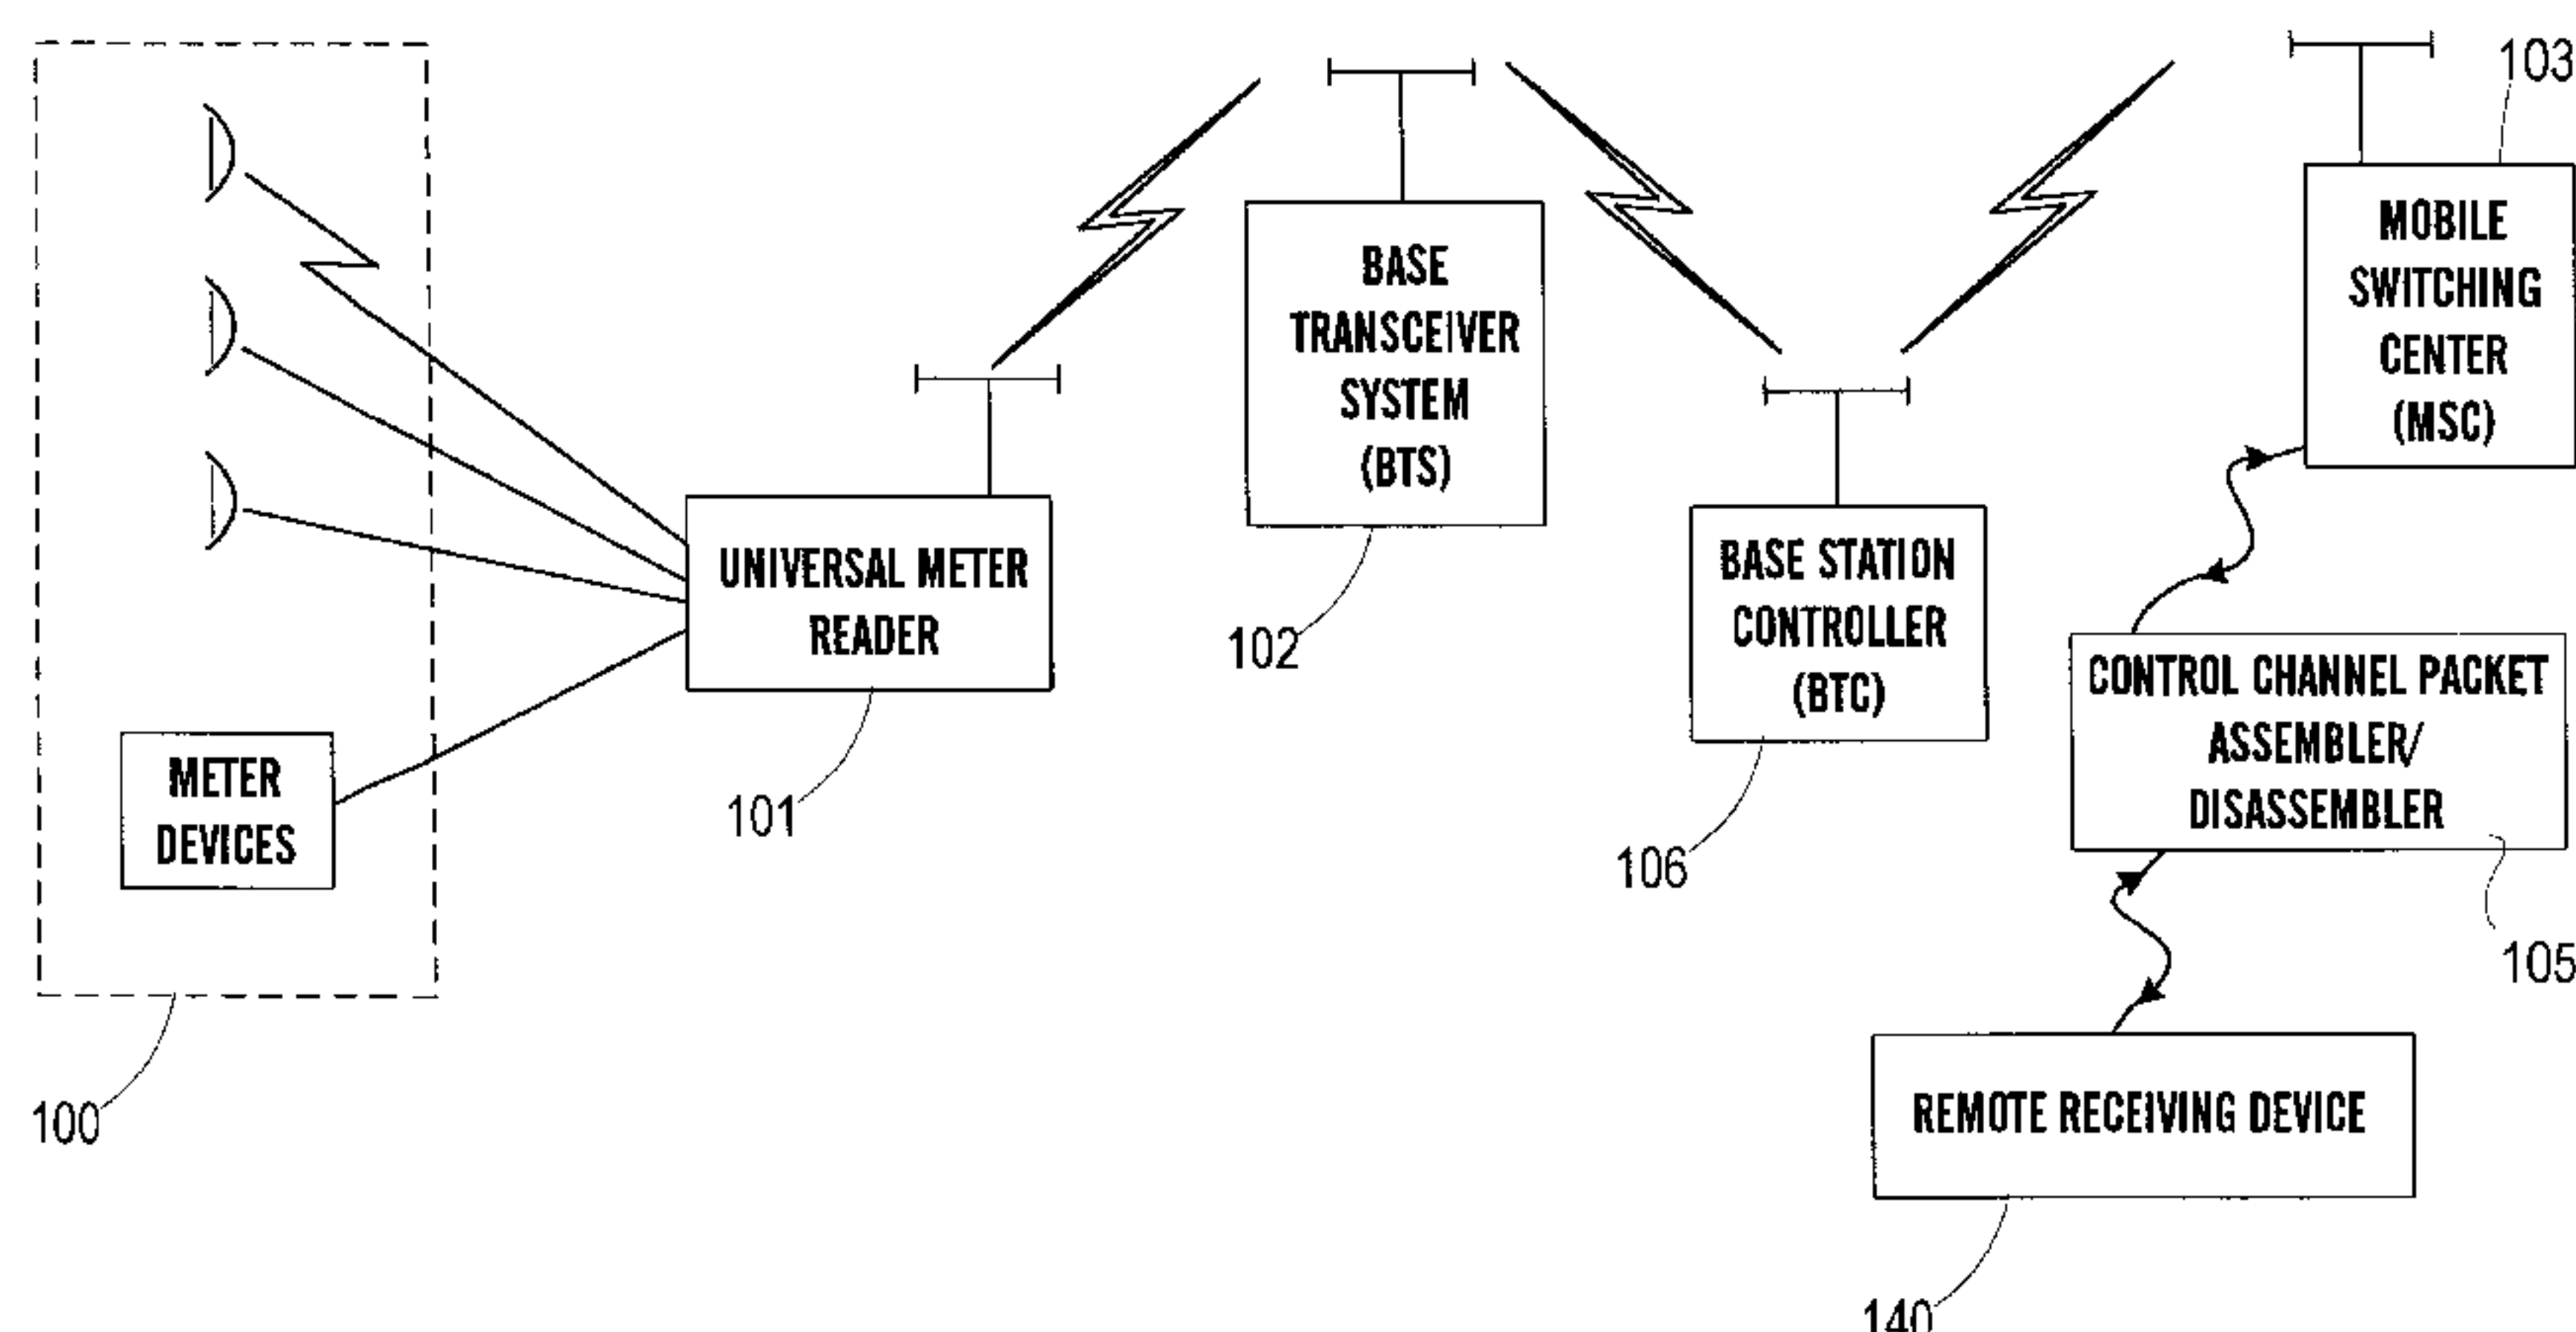 103
MOBILE
SWITCHING
CENTER
(MSC)
BASE
TRANSCEIVER
SYSTEM
(BTS)
102
UNIVERSAL METER
READER
101
BASE STATION
CONTROLLER
(BTC)
106
CONTROL CHANNEL PACKET
ASSEMBLER/
DISASSEMBLER
105
METER
DEVICES
100
REMOTE RECEIVING DEVICE
140